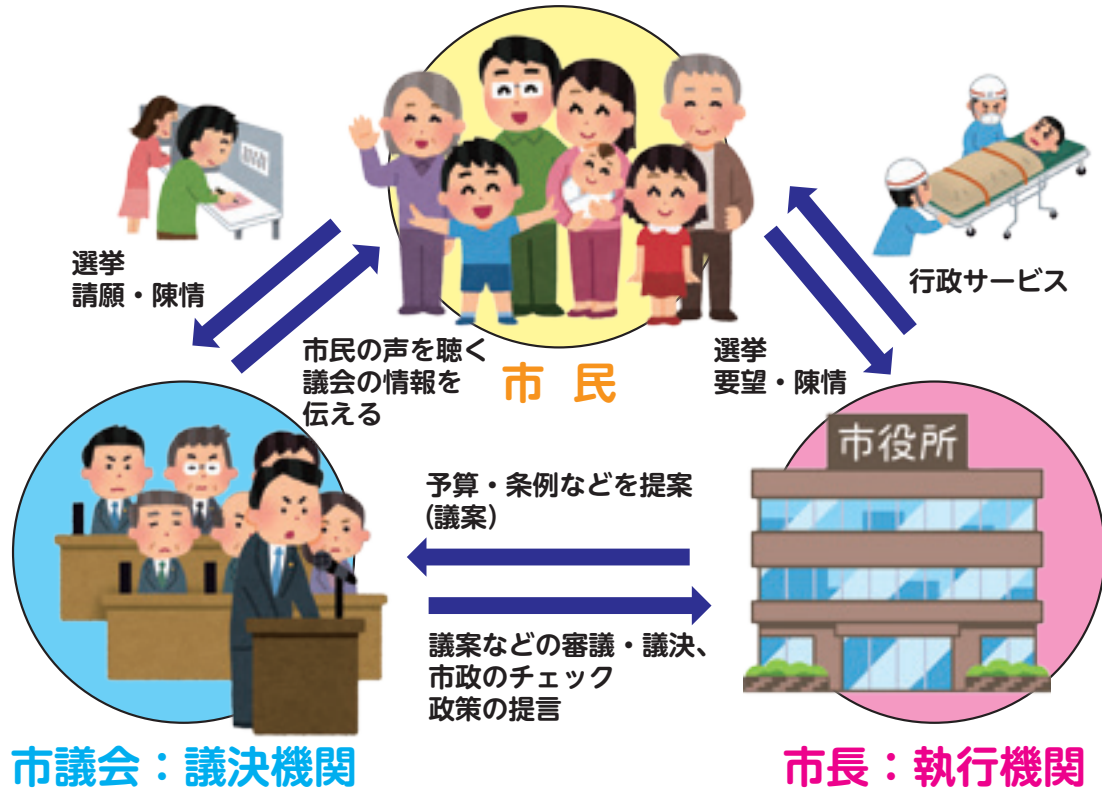 選挙
請願・陳情
市民の声を聴く
議会の情報を
伝える
市 民
選挙
要望・陳情
行政サービス
市役所
予算・条例などを提案
(議案)
議案などの審議・議決、
市政のチェック
政策の提言
市議会：議決機関
市長：執行機関